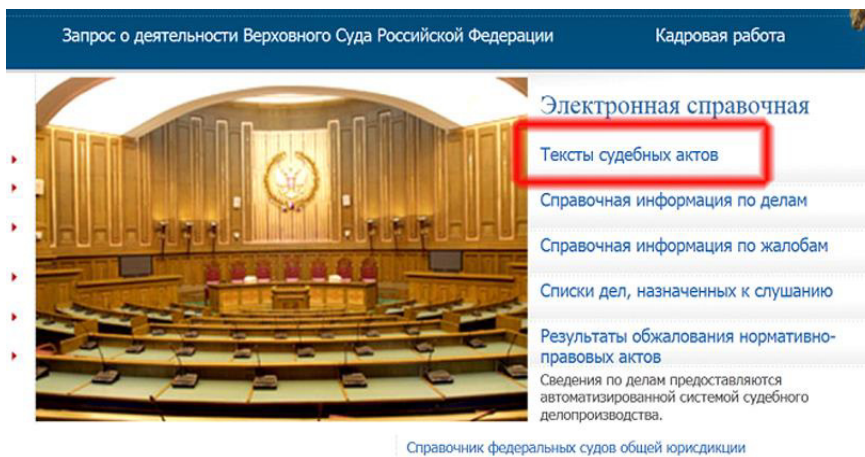 Запрос о деятельности Верховного Суда Российской Федерации
Кадровая работа
Электронная справочная
Тексты судебных актов
Справочная информация по делам
Справочная информация по жалобам
Списки дел, назначенных к слушанию
Результаты обжалования нормативно-
правовых актов
Сведения по делам предоставляются
автоматизированной системой судебного
делопроизводства.
Справочник федеральных судов общей юрисдикции